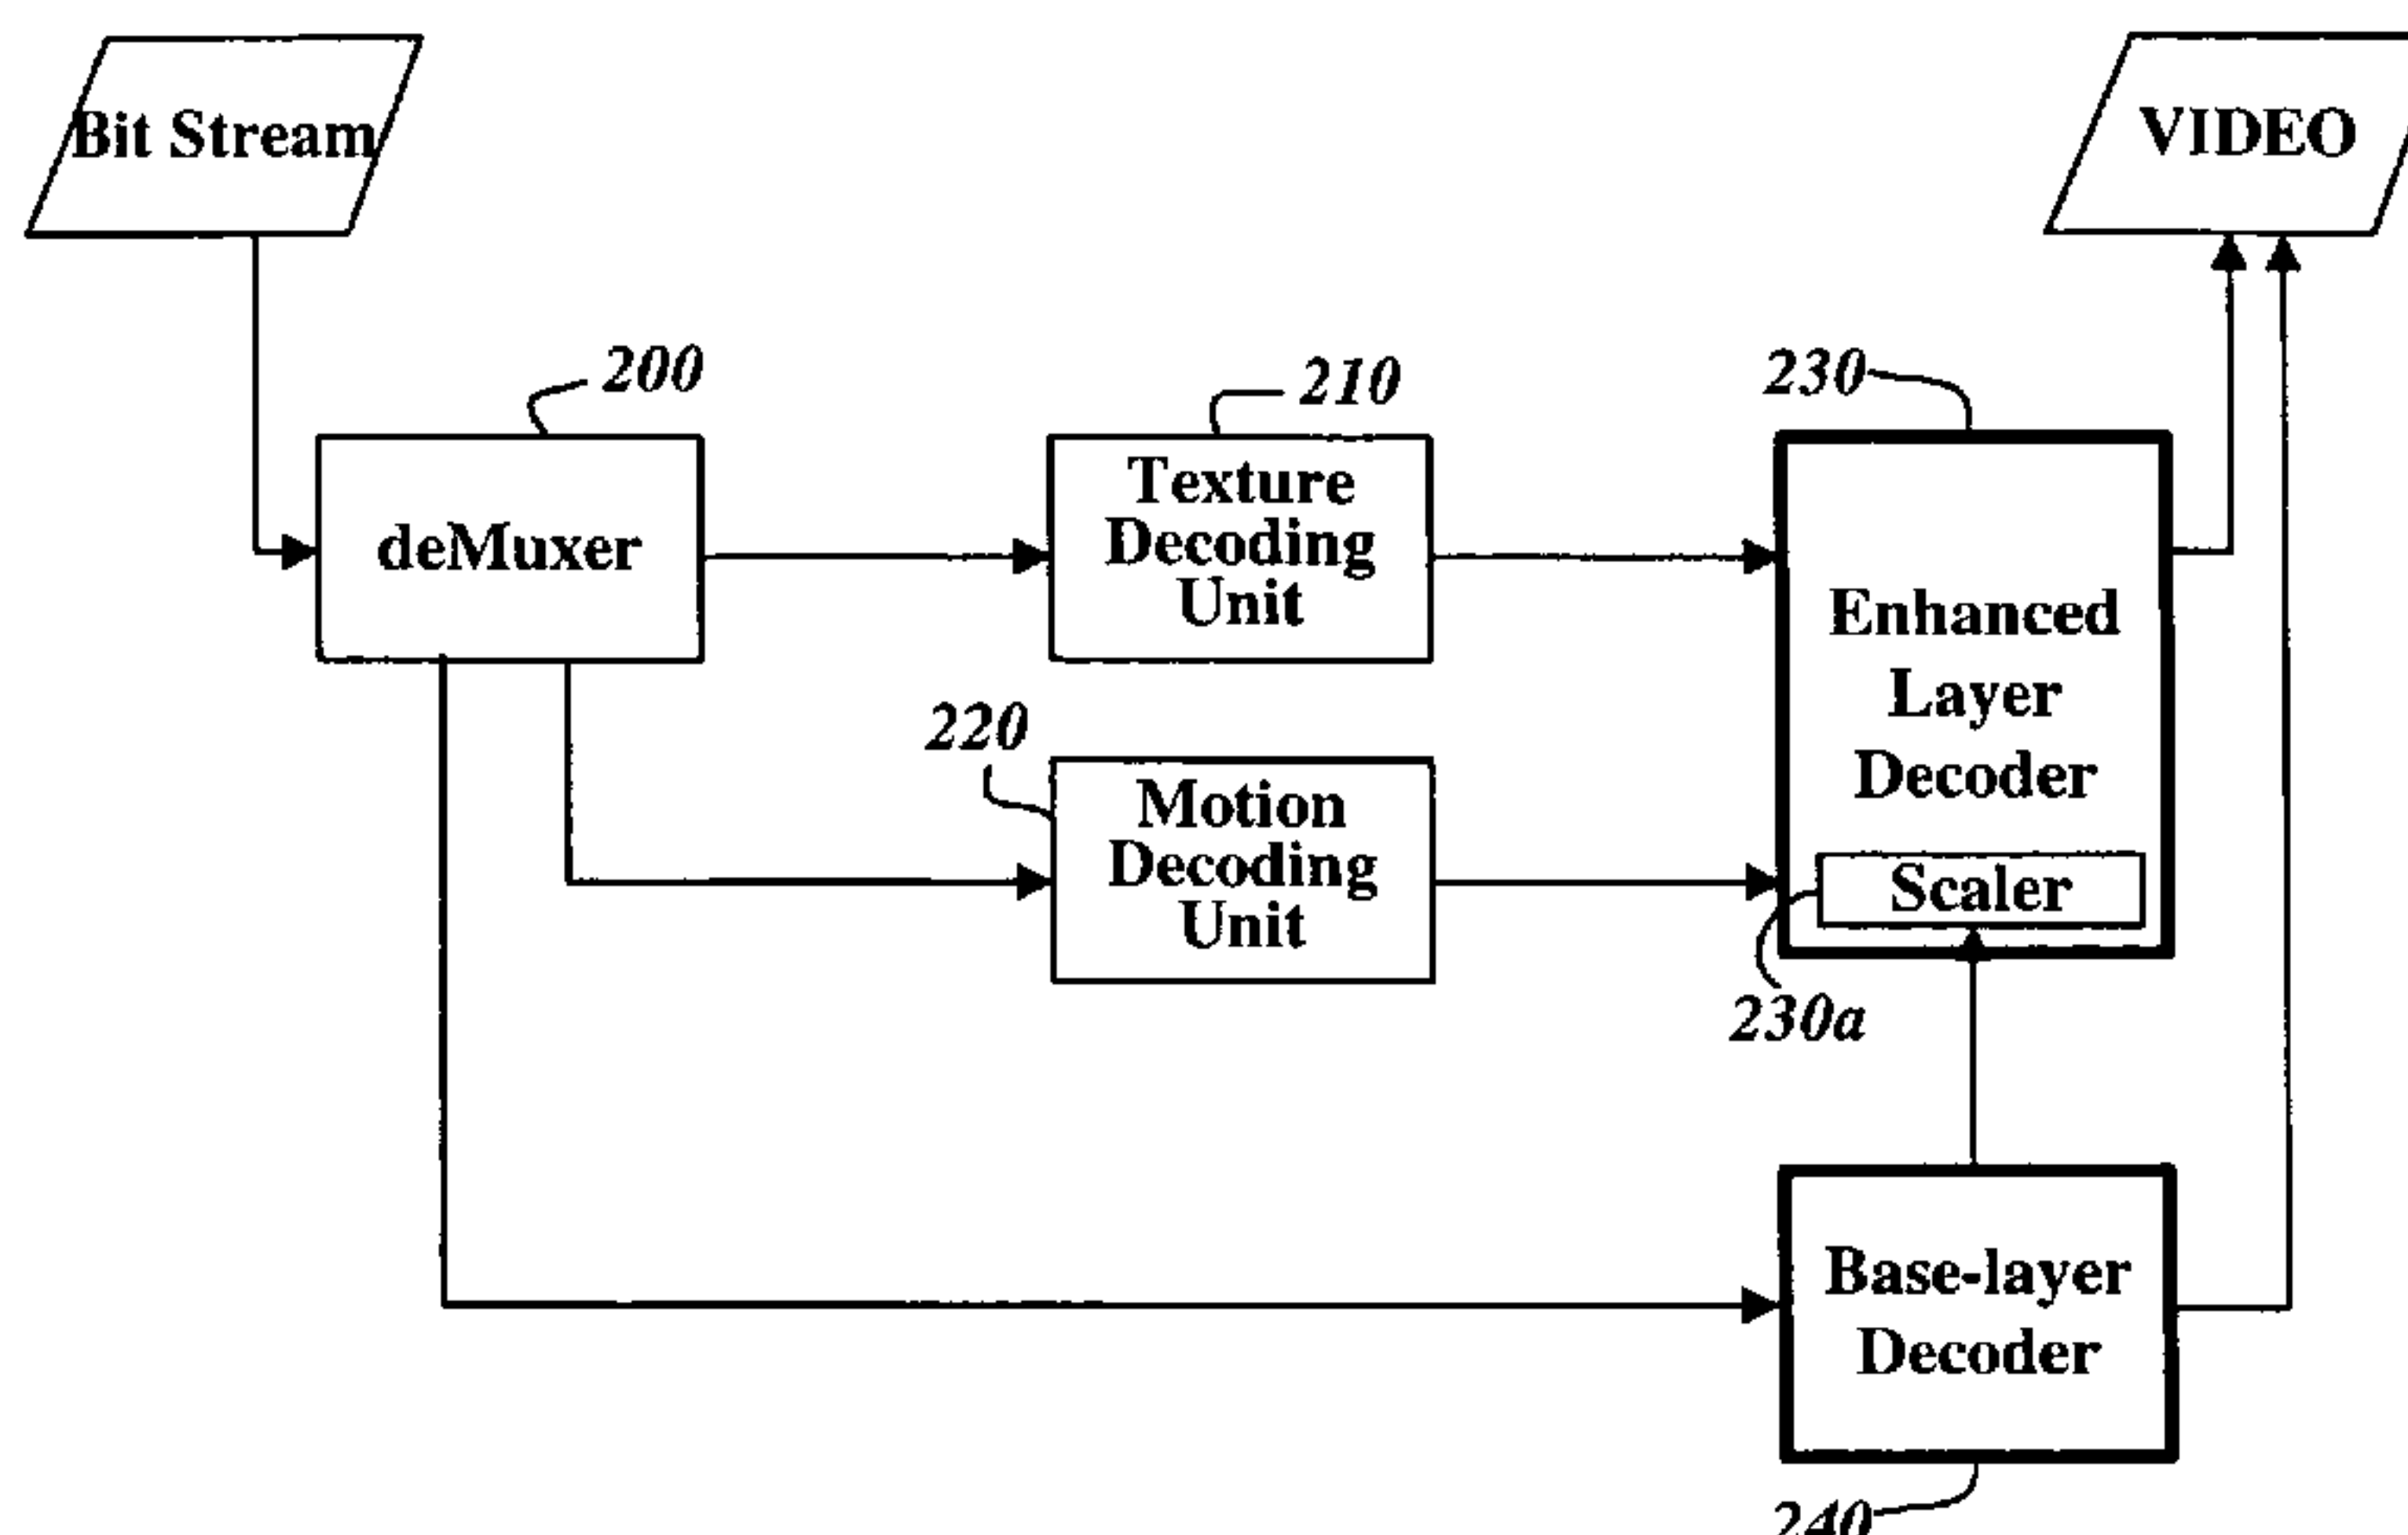 Bit Stream
VIDEO
200
210
230
deMuxer
Texture
Decoding
Unit
Enhanced
Layer
Decoder
220
Motion
Decoding
Unit
Scaler
230a
Base-layer
Decoder
240